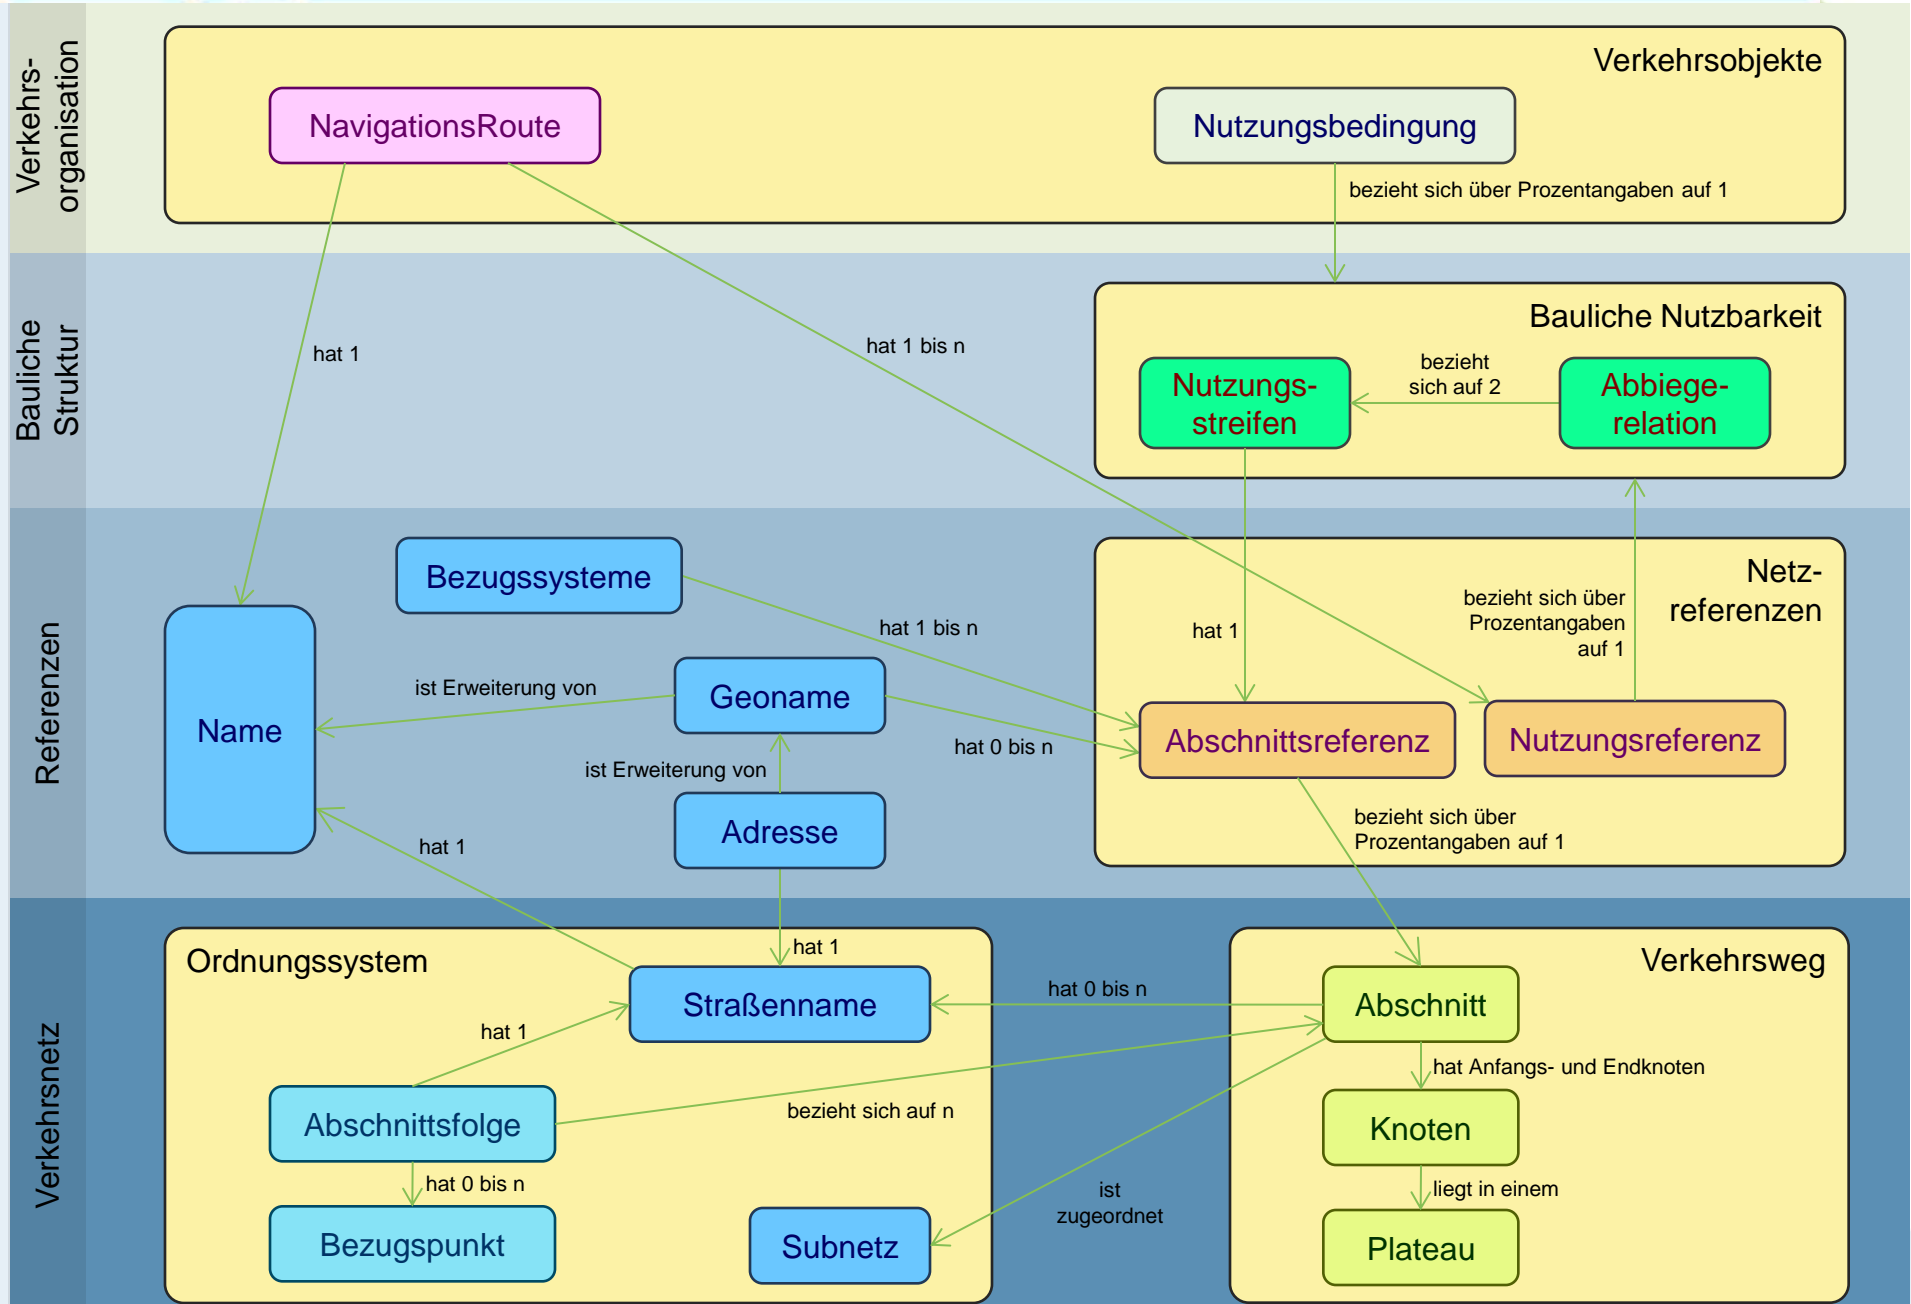 Verkehrs-
organisation
Verkehrsobjekte
NavigationsRoute
Nutzungsbedingung
bezieht sich über Prozentangaben auf 1
Bauliche
Struktur
Bauliche Nutzbarkeit
hat 1
hat 1 bis n
Nutzungs-
streifen
bezieht
sich auf 2
Abbiege-
relation
Referenzen
Bezugssysteme
Netz-
referenzen
hat 1 bis n
hat 1
bezieht sich über
Prozentangaben
auf 1
Name
ist Erweiterung von
Geoname
hat 0 bis n
Abschnittsreferenz
Nutzungsreferenz
ist Erweiterung von
Adresse
hat 1
bezieht sich über
Prozentangaben auf 1
Verkehrsnetz
Ordnungssystem
hat 1
Verkehrsweg
Straßenname
hat 0 bis n
Abschnitt
hat 1
hat Anfangs- und Endknoten
Abschnittsfolge
bezieht sich auf n
Knoten
hat 0 bis n
ist
zugeordnet
liegt in einem
Bezugspunkt
Subnetz
Plateau